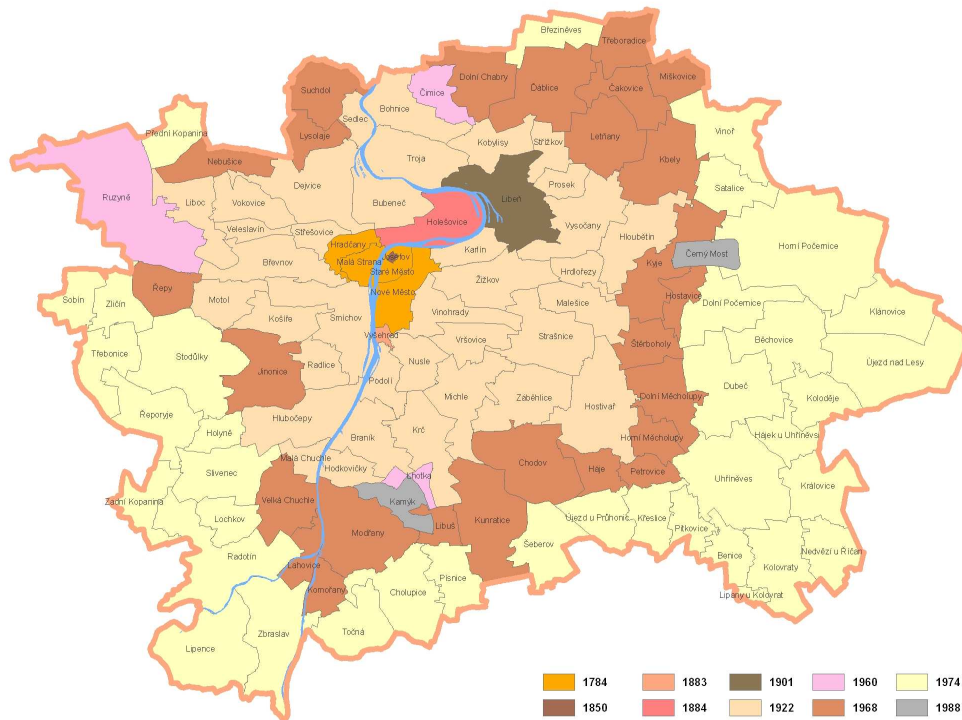 Březiněves
Třeboradice
Dolní Chabry
Miškovice
Suchdol
Čimice
Ďáblice
Čakovice
Bohnice
Sedlec
Přední Kopanina
Lysolaje
Kobylisy
Střížkov
Letňany
Vinoř
Nebušice
Troja
Kbely
Dejvice
Prosek
Satalice
Ruzyně
Liboc
Vokovice
Bubeneč
Libeň
Holešovice
Vysočany
Veleslavín
Střešovice
Hloubětín
Horní Počernice
Hradčany
Karlín
Břevnov
Malá Strana
Josefov
Kyje
Černý Most
Staré Město
Žižkov
Hrdlořezy
Řepy
Nové Město
Hostavice
Sobín
Zličín
Motol
Malešice
Dolní Počernice
Klánovice
Košíře
Smíchov
Vinohrady
Strašnice
Vyšehrad
Vršovice
Štěrboholy
Běchovice
Třebonice
Stodůlky
Újezd nad Lesy
Jinonice
Radlice
Nusle
Podolí
Dubeč
Koloděje
Michle
Záběhlice
Dolní Měcholupy
Řeporyje
Hlubočepy
Hostivař
Holyně
Braník
Krč
Horní Měcholupy
Hájek u Uhříněvsi
Malá Chuchle
Hodkovičky
Chodov
Háje
Petrovice
Slivenec
Lhotka
Uhříněves
Královice
Zadní Kopanina
Velká Chuchle
Kamýk
Lochkov
Modřany
Libuš
Kunratice
Újezd u Průhonic
Křeslice
Pitkovice
Radotín
Šeberov
Benice
Nedvězí u Říčan
Lahovice
Písnice
Kolovraty
Komořany
Cholupice
Lipany u Kolovrat
Zbraslav
Točná
Lipence
1784
1883
1901
1960
1974
1850
1884
1922
1968
1988